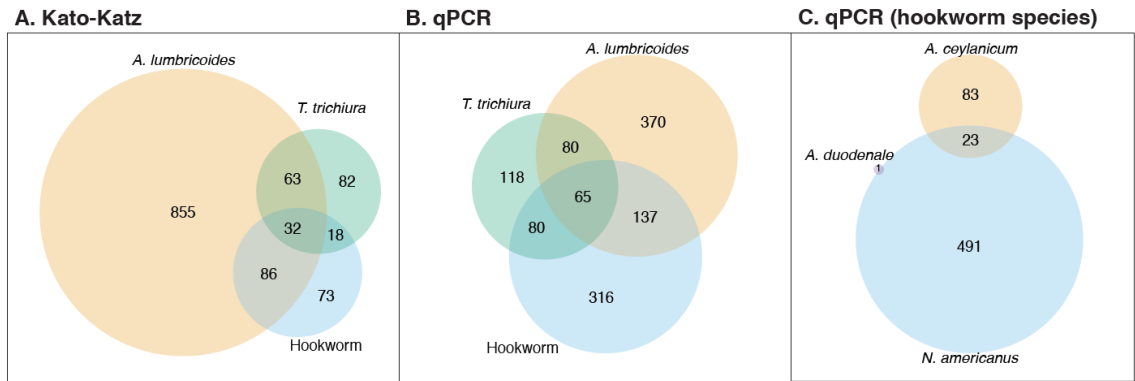 A. Kato-Katz
A. lumbricoides
T. trichiura
63
82
855
32
18
86
73
Hookworm
B. qPCR
A. lumbricoides
T. trichiura
370
80
118
65
137
80
316
Hookworm
C. qPCR (hookworm species)
A. ceylanicum
83
23
A. duodenale
1
491
N. americanus